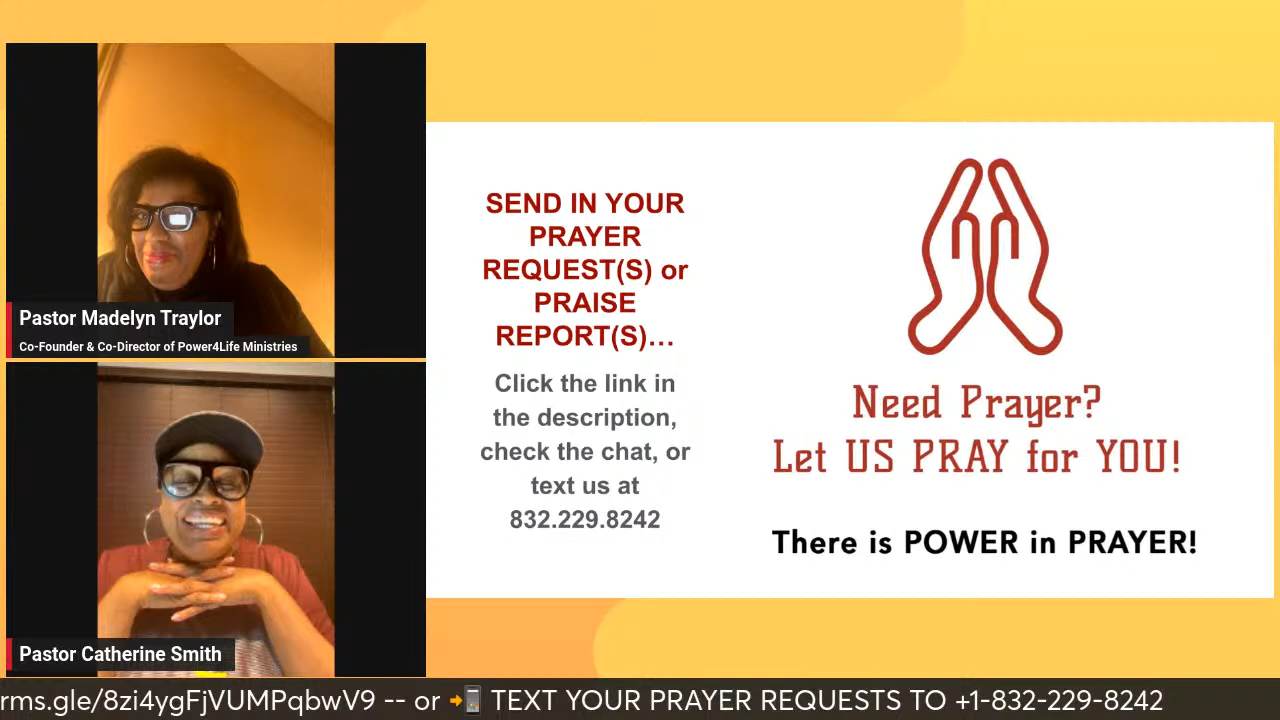 Pastor Madelyn Traylor
Co-Founder & Co-Director of Power4Life Ministries
Pastor Catherine Smith
SEND IN YOUR
PRAYER
REQUEST(S) or
PRAISE
REPORT(S)...
Click the link in
the description,
check the chat, or
text us at
832.229.8242
Need Prayer?
Let US PRAY for YOU!
There is POWER in PRAYER!
rms.gle/8zi4ygFjVUMPqbwV9 -- or 📲 TEXT YOUR PRAYER REQUESTS TO +1-832-229-8242